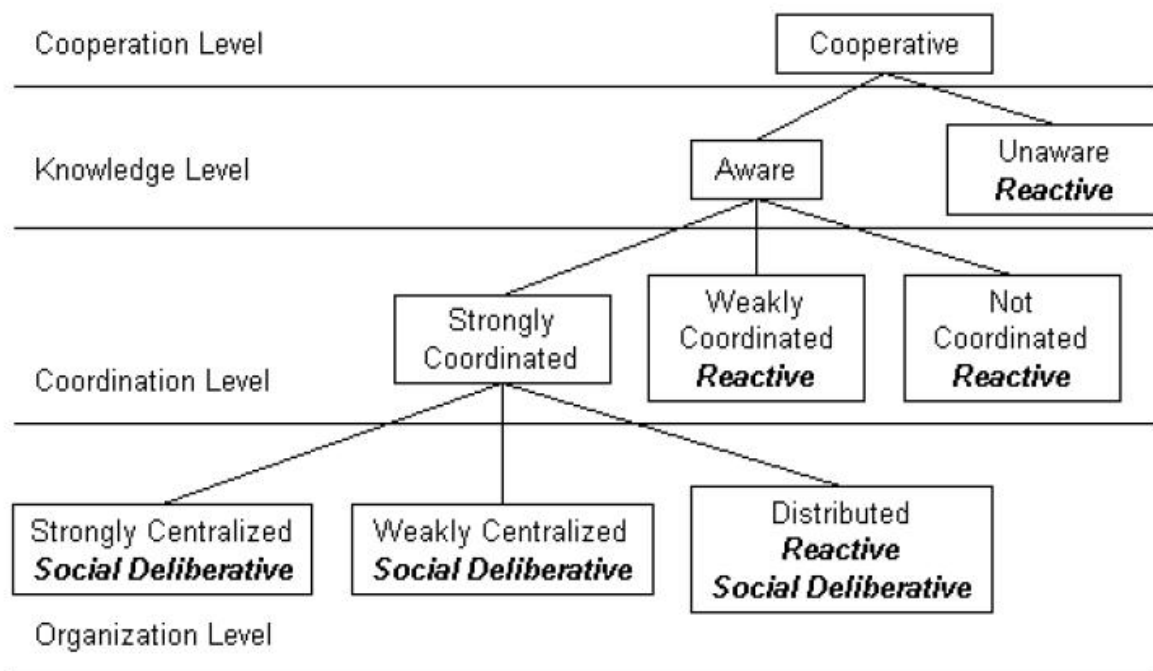 Cooperation Level
Cooperative
Knowledge Level
Aware
Unaware
Reactive
Coordination Level
Strongly
Coordinated
Weakly
Coordinated
Reactive
Not
Coordinated
Reactive
Strongly Centralized
Social Deliberative
Weakly Centralized
Social Deliberative
Distributed
Reactive
Social Deliberative
Organization Level